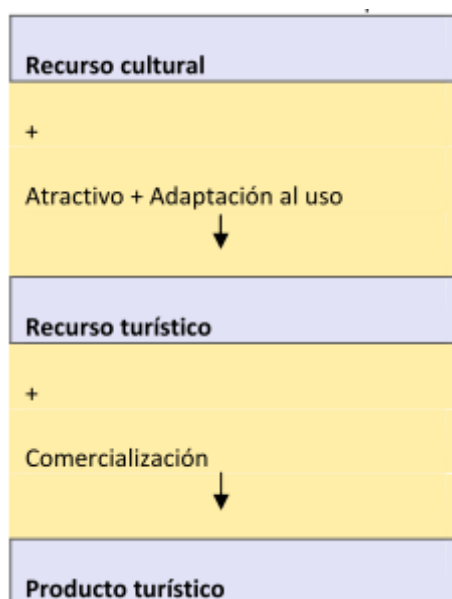 Recurso cultural
+
Atractivo + Adaptación al uso
Recurso turístico
+
Comercialización
Producto turístico